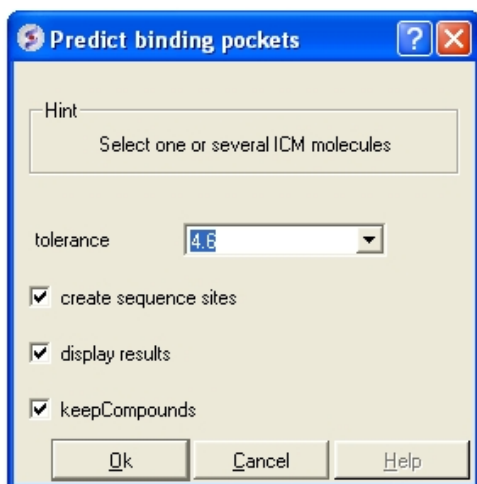 Predict binding pockets
Hint
Select one or several ICM molecules
tolerance 4.6
create sequence sites
display results
keepCompounds
Ok Cancel Help